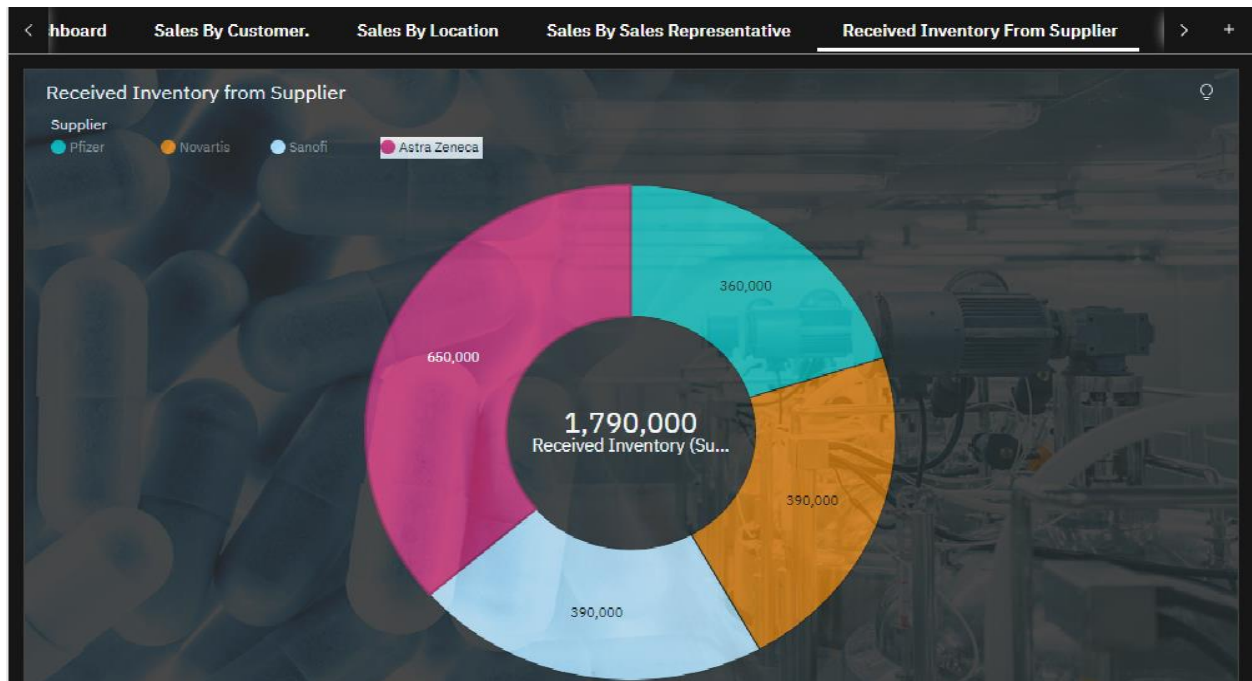 hboard Sales By Customer. Sales By Location Sales By Sales Representative Received Inventory From Supplier
Received Inventory from Supplier
Supplier
Pfizer Novartis Sanofi Astra Zeneca
360,000
650,000
1,790,000
Received Inventory (Su...
390,000
390,000